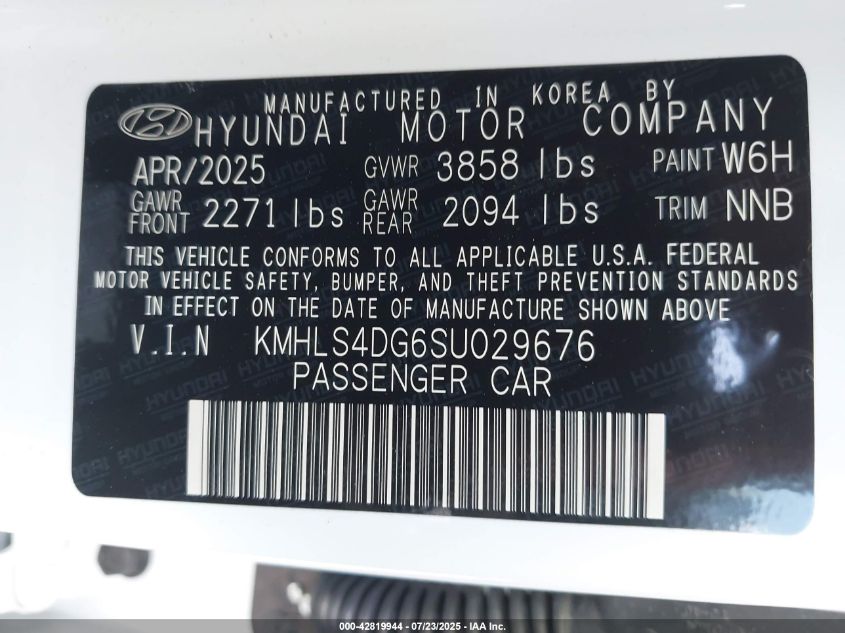 MANUFACTURED IN KOREA BY
HYUNDAI MOTOR COMPANY
APR/2025 GVWR 3858 lbs PAINT W6H
GAWR FRONT 2271 lbs GAWR REAR 2094 lbs TRIM NNB
THIS VEHICLE CONFORMS TO ALL APPLICABLE U.S.A. FEDERAL
MOTOR VEHICLE SAFETY, BUMPER, AND THEFT PREVENTION STANDARDS
IN EFFECT ON THE DATE OF MANUFACTURE SHOWN ABOVE
V.I.N KMHLS4DG6SU029676
PASSENGER CAR
000-42819944 / 07/23/2025 - IAA Inc.